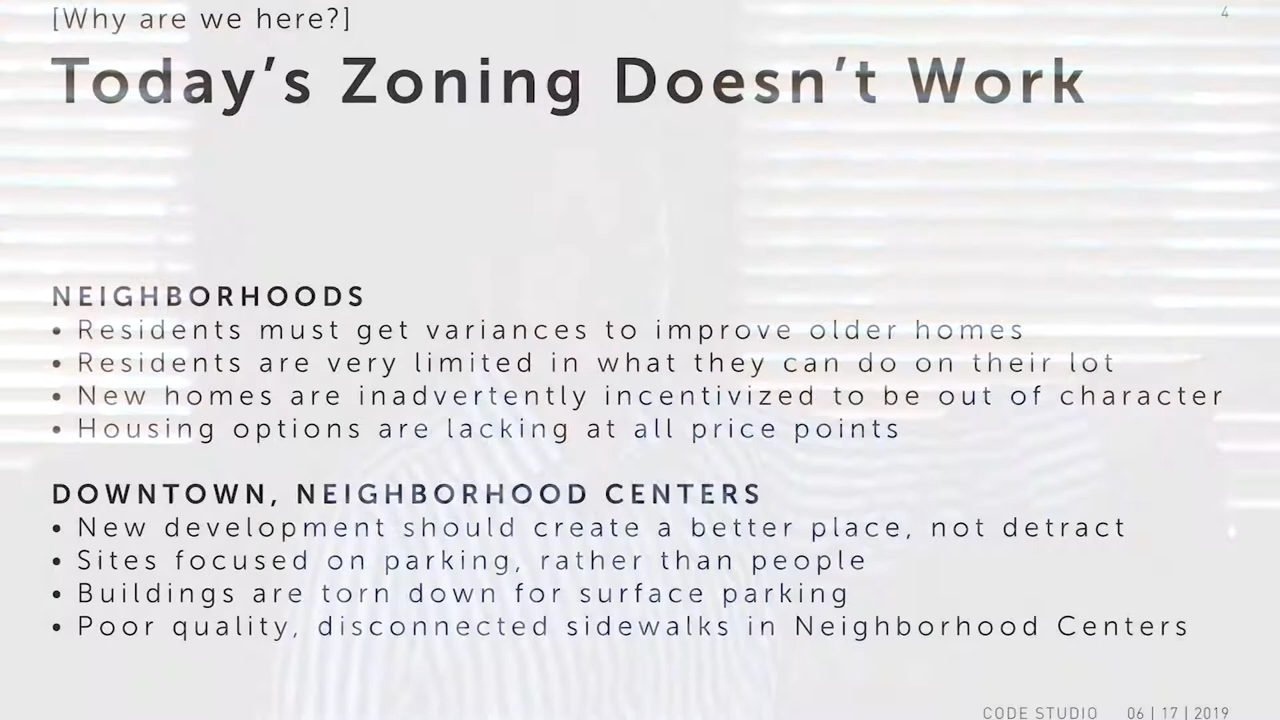 [Why are we here?]
4
Today's Zoning Doesn't Work
NEIGHBORHOODS
• Residents must get variances to improve older homes
• Residents are very limited in what they can do on their lot
• New homes are inadvertently incentivized to be out of character
• Housing options are lacking at all price points
DOWNTOWN, NEIGHBORHOOD CENTERS
• New development should create a better place, not detract
• Sites focused on parking, rather than people
• Buildings are torn down for surface parking
• Poor quality, disconnected sidewalks in Neighborhood Centers
CODE STUDIO 06 | 17 | 2019